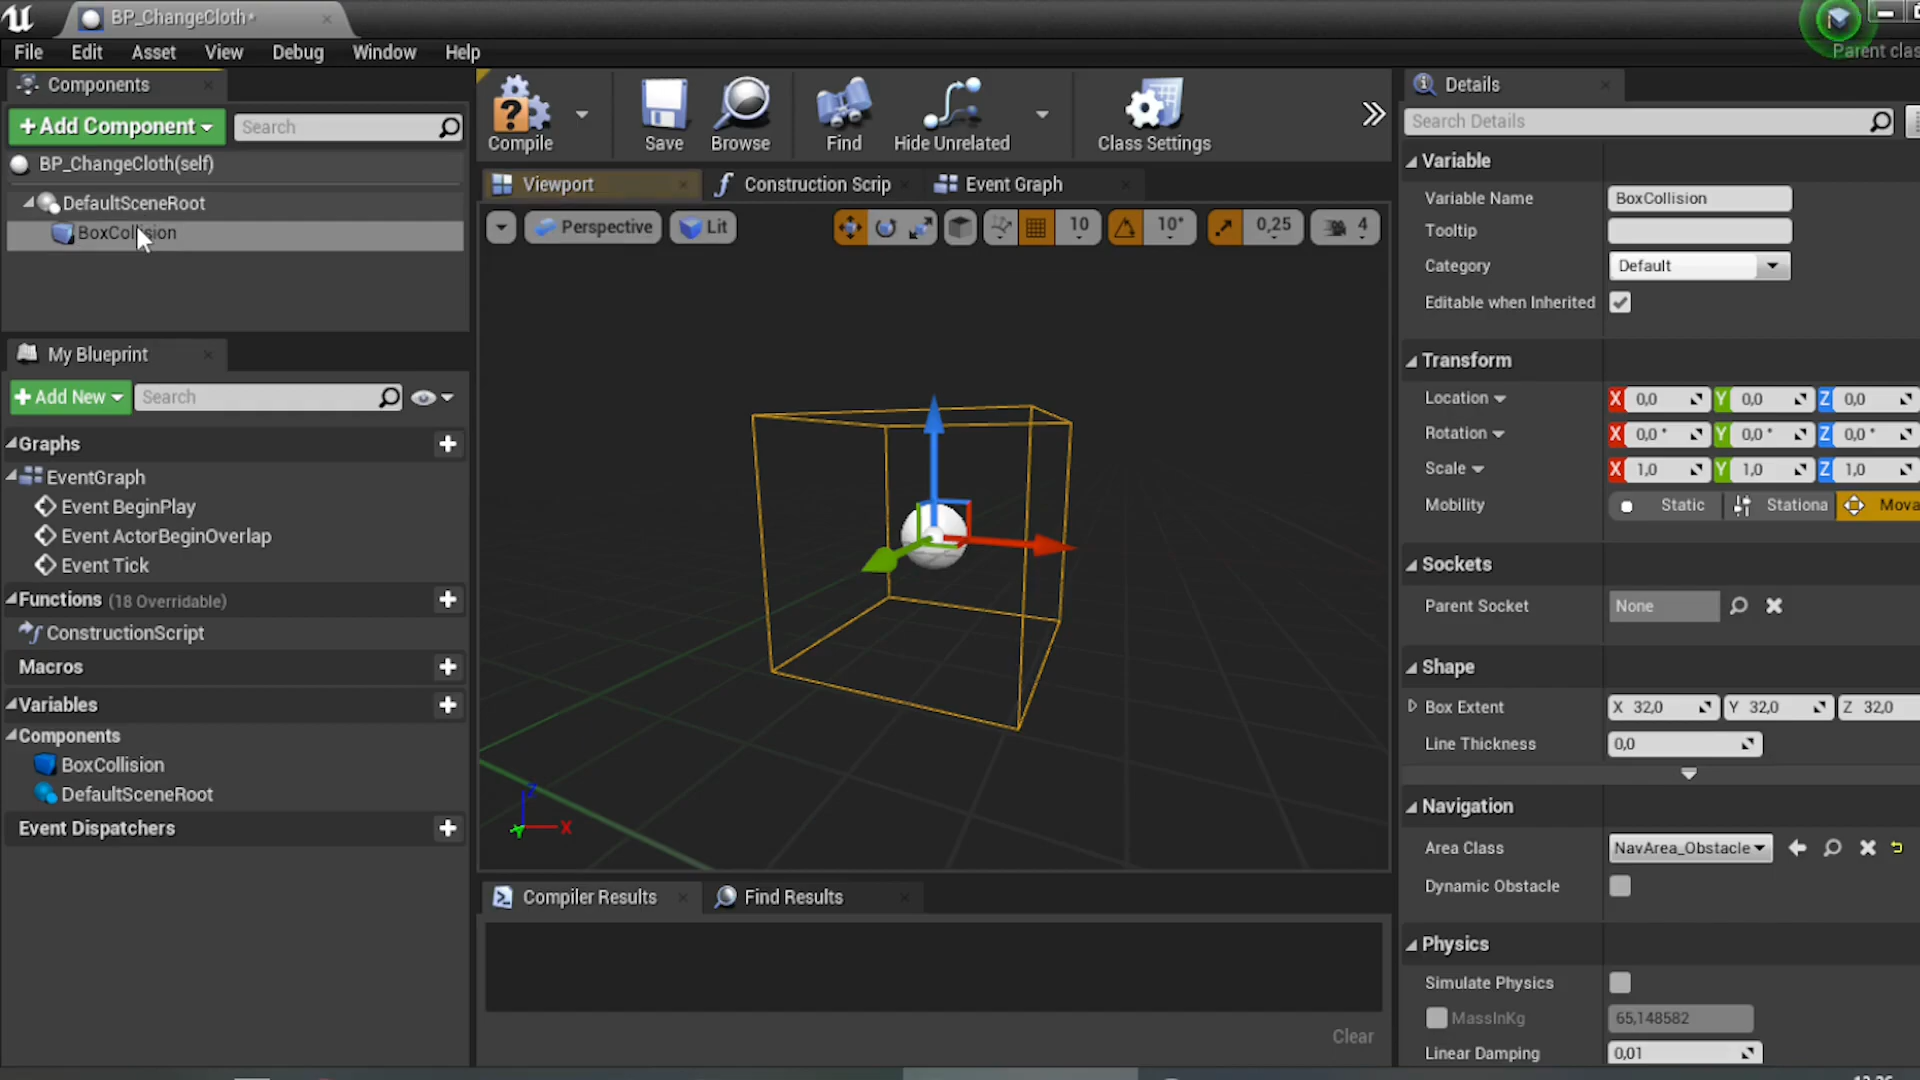 BP_ChangeCloth*
File Edit Asset View Debug Window Help
Parent clas
Components
+Add Component
Search
BP_ChangeCloth(self)
DefaultSceneRoot
BoxCollision
Compile
Save
Browse
Find
Hide Unrelated
Class Settings
Viewport
Construction Scrip
Event Graph
Perspective
Lit
10
10°
0,25
4
My Blueprint
+Add New
Search
Graphs
EventGraph
Event BeginPlay
Event ActorBeginOverlap
Event Tick
Functions (18 Overridable)
ConstructionScript
Macros
Variables
Components
BoxCollision
DefaultSceneRoot
Event Dispatchers
X
Compiler Results
Find Results
Clear
Details
Search Details
Variable
Variable Name BoxCollision
Tooltip
Category Default
Editable when Inherited
Transform
Location X 0,0 Y 0,0 Z 0,0
Rotation X 0,0 ° Y 0,0 ° Z 0,0 °
Scale X 1,0 Y 1,0 Z 1,0
Mobility Static Stationa Mova
Sockets
Parent Socket None
Shape
Box Extent X 32,0 Y 32,0 Z 32,0
Line Thickness 0,0
Navigation
Area Class NavArea_Obstacle
Dynamic Obstacle
Physics
Simulate Physics
MassInKg 65,148582
Linear Damping 0,01